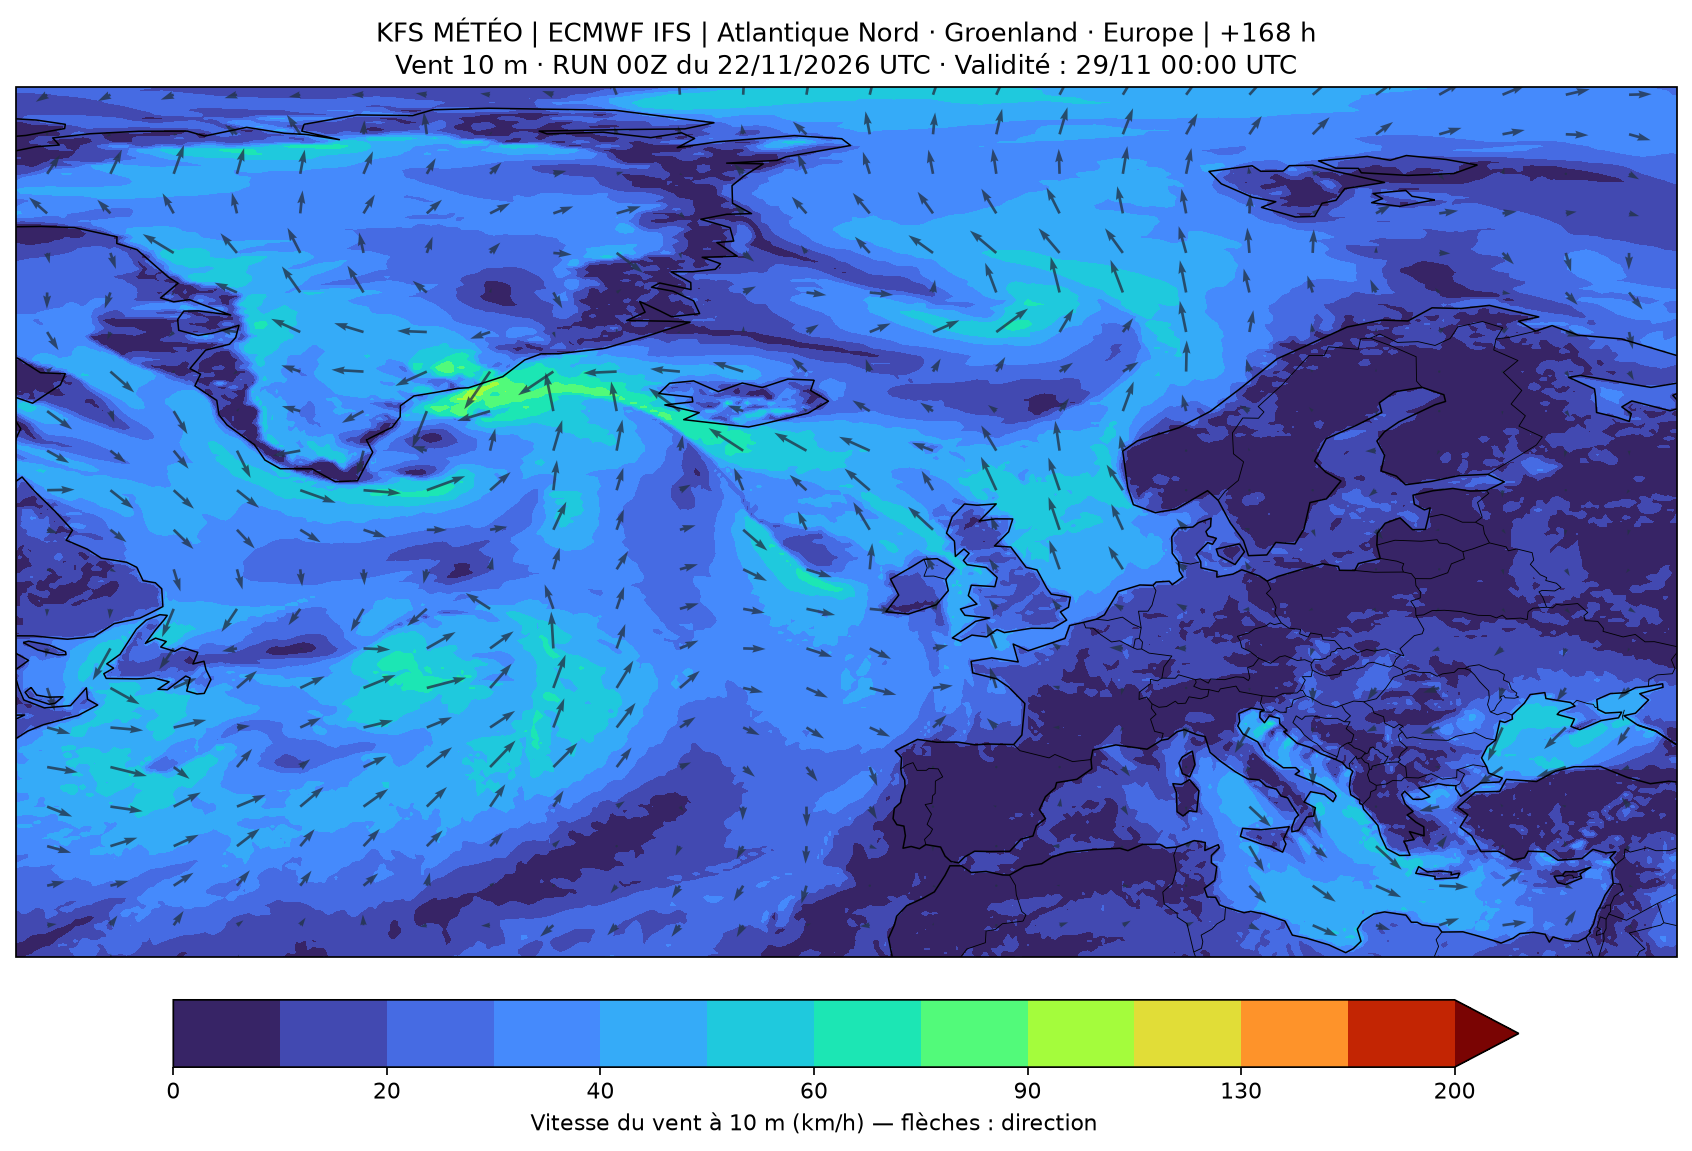 KFS MÉTÉO | ECMWF IFS | Atlantique Nord · Groenland · Europe | +168 h
Vent 10 m · RUN 00Z du 22/11/2026 UTC · Validité : 29/11 00:00 UTC
0 20 40 60 90 130 200
Vitesse du vent à 10 m (km/h) — flèches : direction